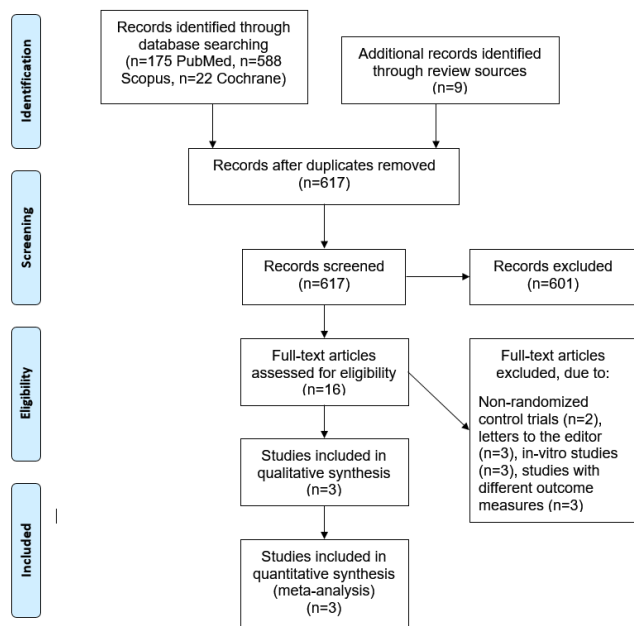 Identification
Records identified through
database searching
(n=175 PubMed, n=588
Scopus, n=22 Cochrane)
Additional records identified
through review sources
(n=9)
Records after duplicates removed
(n=617)
Screening
Records screened
(n=617)
Records excluded
(n=601)
Eligibility
Full-text articles
assessed for eligibility
(n=16)
Full-text articles
excluded, due to:
Non-randomized
control trials (n=2),
letters to the editor
(n=3), in-vitro studies
(n=3), studies with
different outcome
measures (n=3)
Studies included in
qualitative synthesis
(n=3)
Included
Studies included in
quantitative synthesis
(meta-analysis)
(n=3)